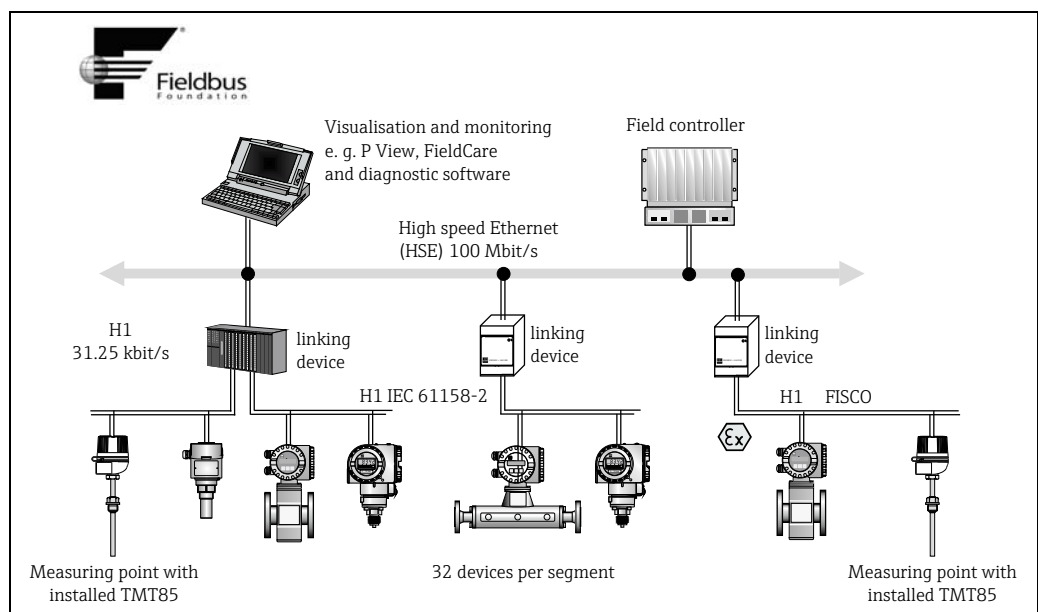 Fieldbus
Foundation
®
Visualisation and monitoring
e. g. P View, FieldCare
and diagnostic software
Field controller
High speed Ethernet
(HSE) 100 Mbit/s
H1
31.25 kbit/s
linking
device
linking
device
linking
device
H1 IEC 61158-2
H1 FISCO
Ex
Measuring point with
installed TMT85
32 devices per segment
Measuring point with
installed TMT85